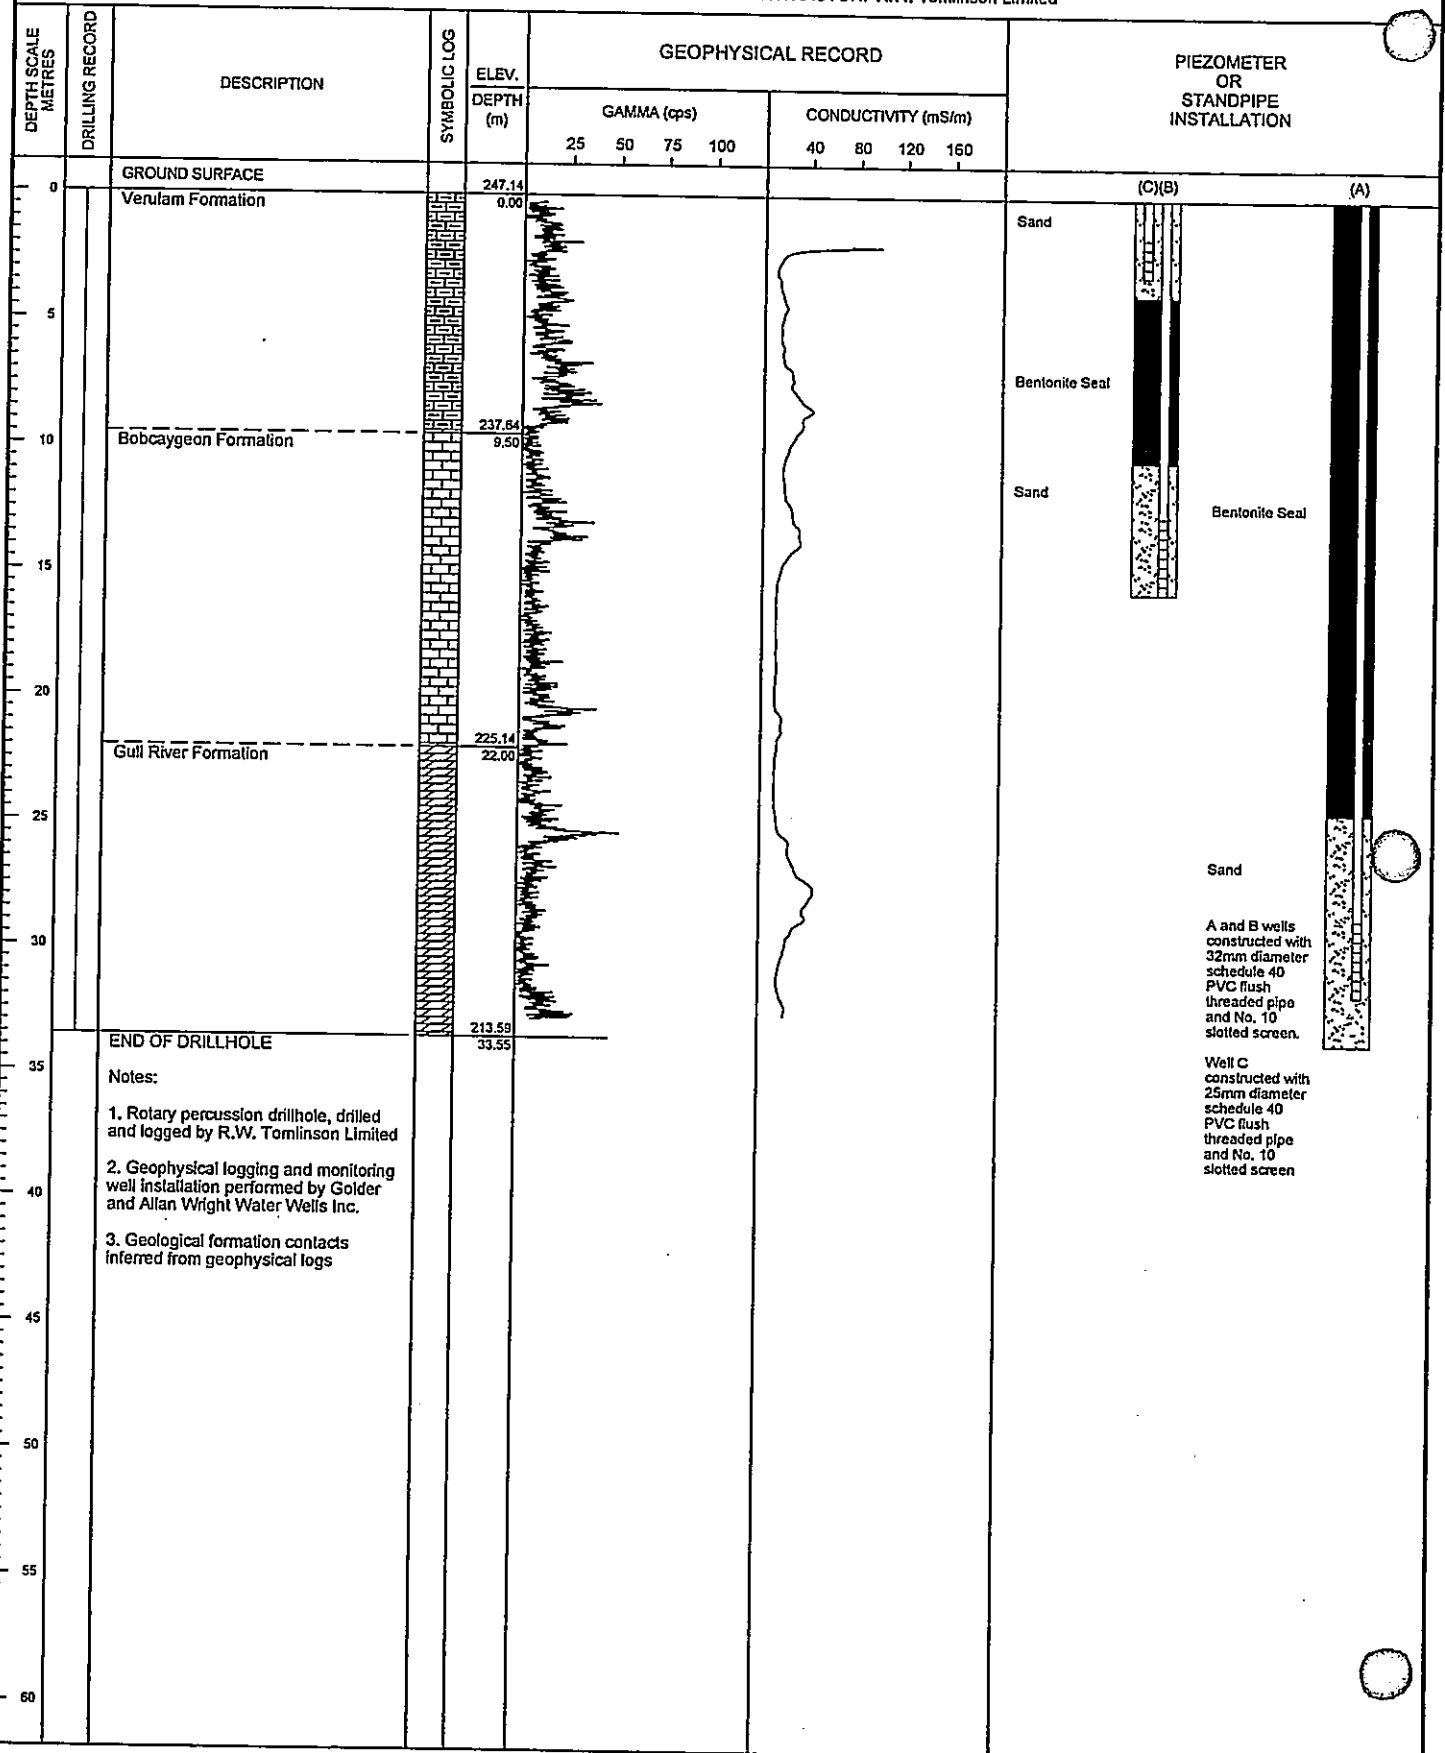 Tomlinson Limited
DEPTH SCALE
METRES
DRILLING RECORD
DESCRIPTION
SYMBOLIC LOG
ELEV.
DEPTH
(m)
GEOPHYSICAL RECORD
GAMMA (cps)
25 50 75 100
CONDUCTIVITY (mS/m)
40 80 120 160
PIEZOMETER
OR
STANDPIPE
INSTALLATION
GROUND SURFACE
247.14
(C)(B)
(A)
0
Verulam Formation
0.00
Sand
5
Bentonite Seal
237.64
10
Bobcaygeon Formation
9.50
Sand
Bentonite Seal
15
20
225.14
Gull River Formation
22.00
25
Sand
30
A and B wells
constructed with
32mm diameter
schedule 40
PVC flush
threaded pipe
and No. 10
slotted screen.
213.59
END OF DRILLHOLE
33.55
35
Well C
constructed with
25mm diameter
schedule 40
PVC flush
threaded pipe
and No. 10
slotted screen
Notes:
1. Rotary percussion drillhole, drilled
and logged by R.W. Tomlinson Limited
2. Geophysical logging and monitoring
well installation performed by Golder
and Allan Wright Water Wells Inc.
40
3. Geological formation contacts
inferred from geophysical logs
45
50
55
60